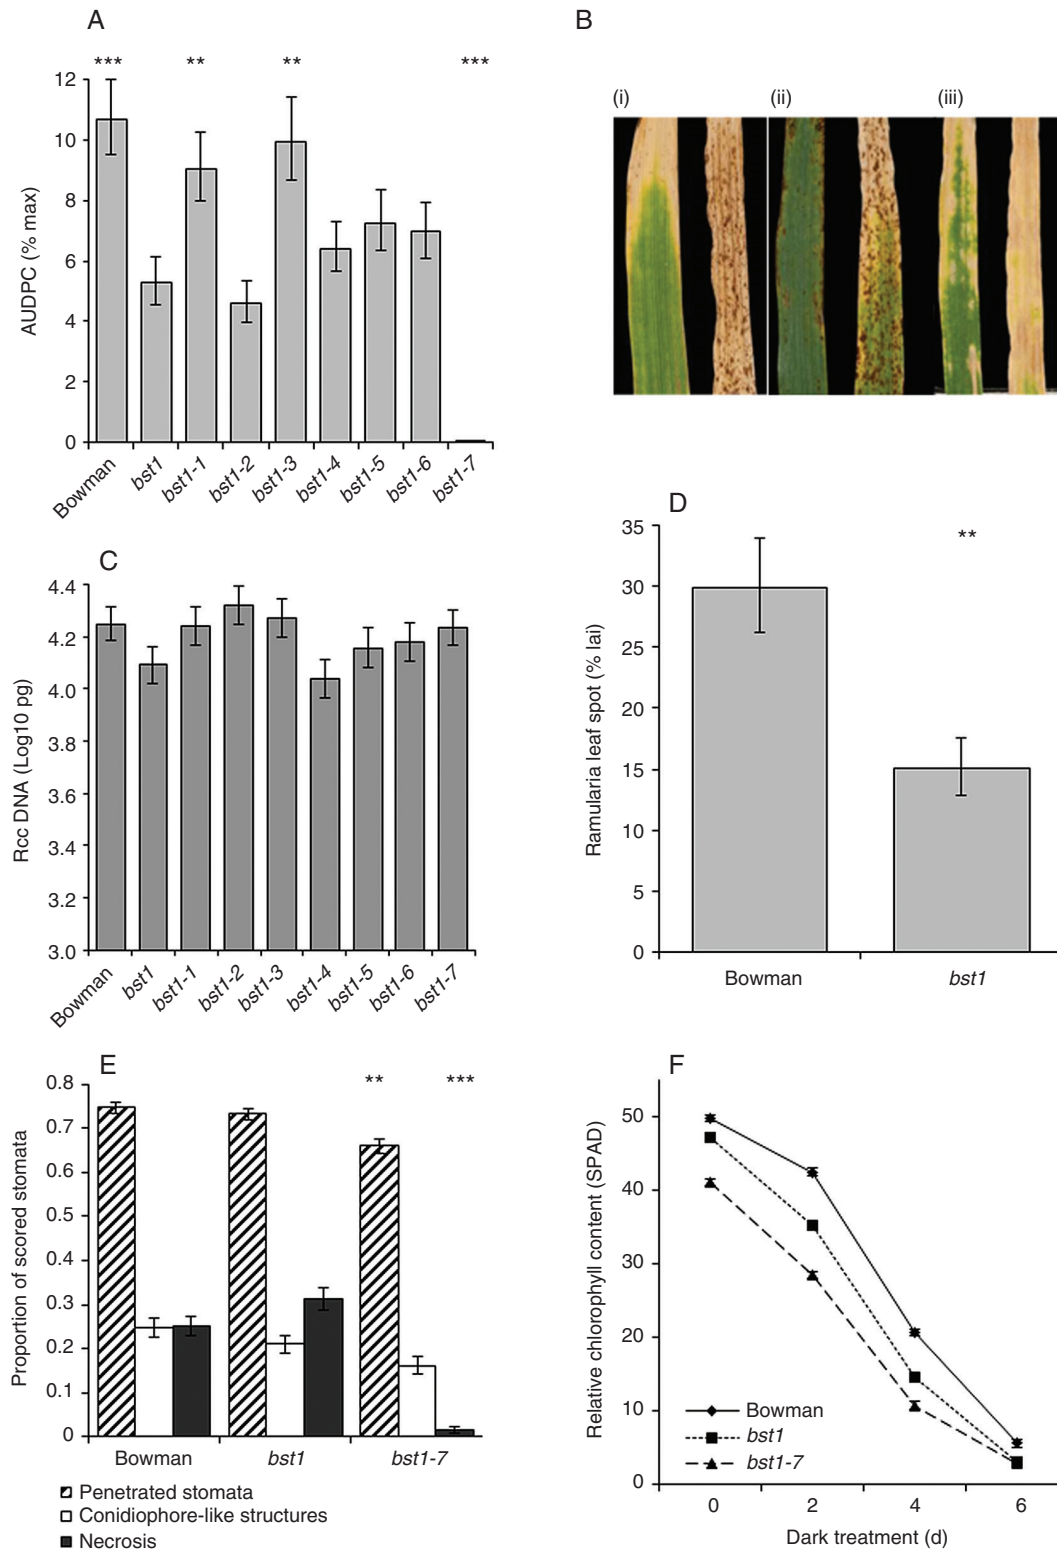 A
*** ** ** ***
12
10
8
6
4
2
0
AUDPC (% max)
Bowman bst1 bst1-1 bst1-2 bst1-3 bst1-4 bst1-5 bst1-6 bst1-7
B
(i) (ii) (iii)
C
4.4
4.2
4.0
3.8
3.6
3.4
3.2
3.0
Rcc DNA (Log10 pg)
Bowman bst1 bst1-1 bst1-2 bst1-3 bst1-4 bst1-5 bst1-6 bst1-7
D
**
35
30
25
20
15
10
5
0
Ramularia leaf spot (% lai)
Bowman bst1
E
** ***
0.8
0.7
0.6
0.5
0.4
0.3
0.2
0.1
0
Proportion of scored stomata
Bowman bst1 bst1-7
Penetrated stomata
Conidiophore-like structures
Necrosis
F
50
40
30
20
10
0
Relative chlorophyll content (SPAD)
Bowman
bst1
bst1-7
0 2 4 6
Dark treatment (d)